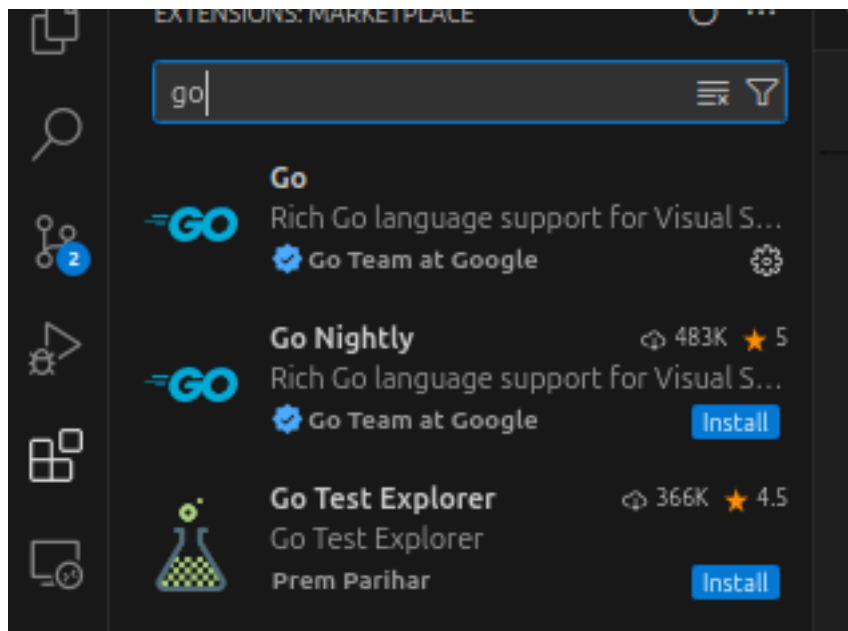 EXTENSIONS: MARKETPLACE
go
Go
GO
Rich Go language support for Visual S...
Go Team at Google
2
Go Nightly 483K 5
GO
Rich Go language support for Visual S...
Go Team at Google Install
Go Test Explorer 366K 4.5
Go Test Explorer
Prem Parihar Install